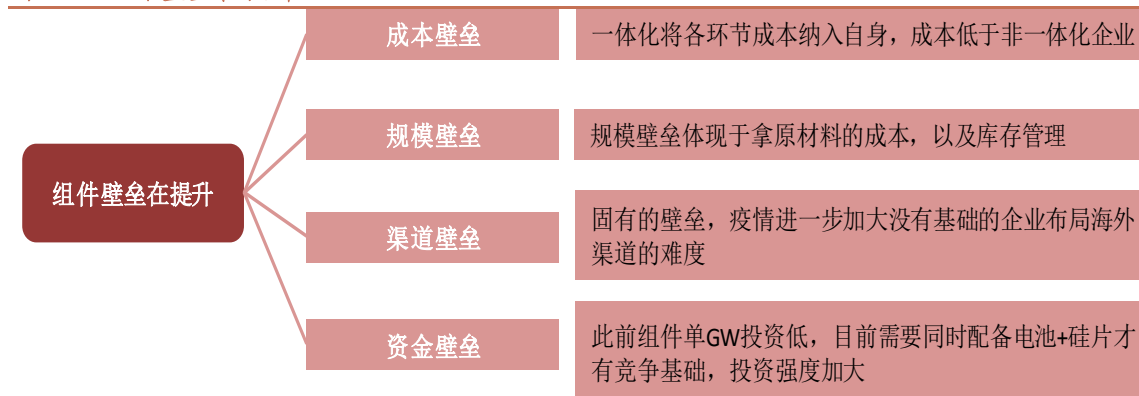 成本壁垒
一体化将各环节成本纳入自身，成本低于非一体化企业
规模壁垒
规模壁垒体现于拿原材料的成本，以及库存管理
组件壁垒在提升
渠道壁垒
固有的壁垒，疫情进一步加大没有基础的企业布局海外
渠道的难度
资金壁垒
此前组件单GW投资低，目前需要同时配备电池+硅片才
有竞争基础，投资强度加大